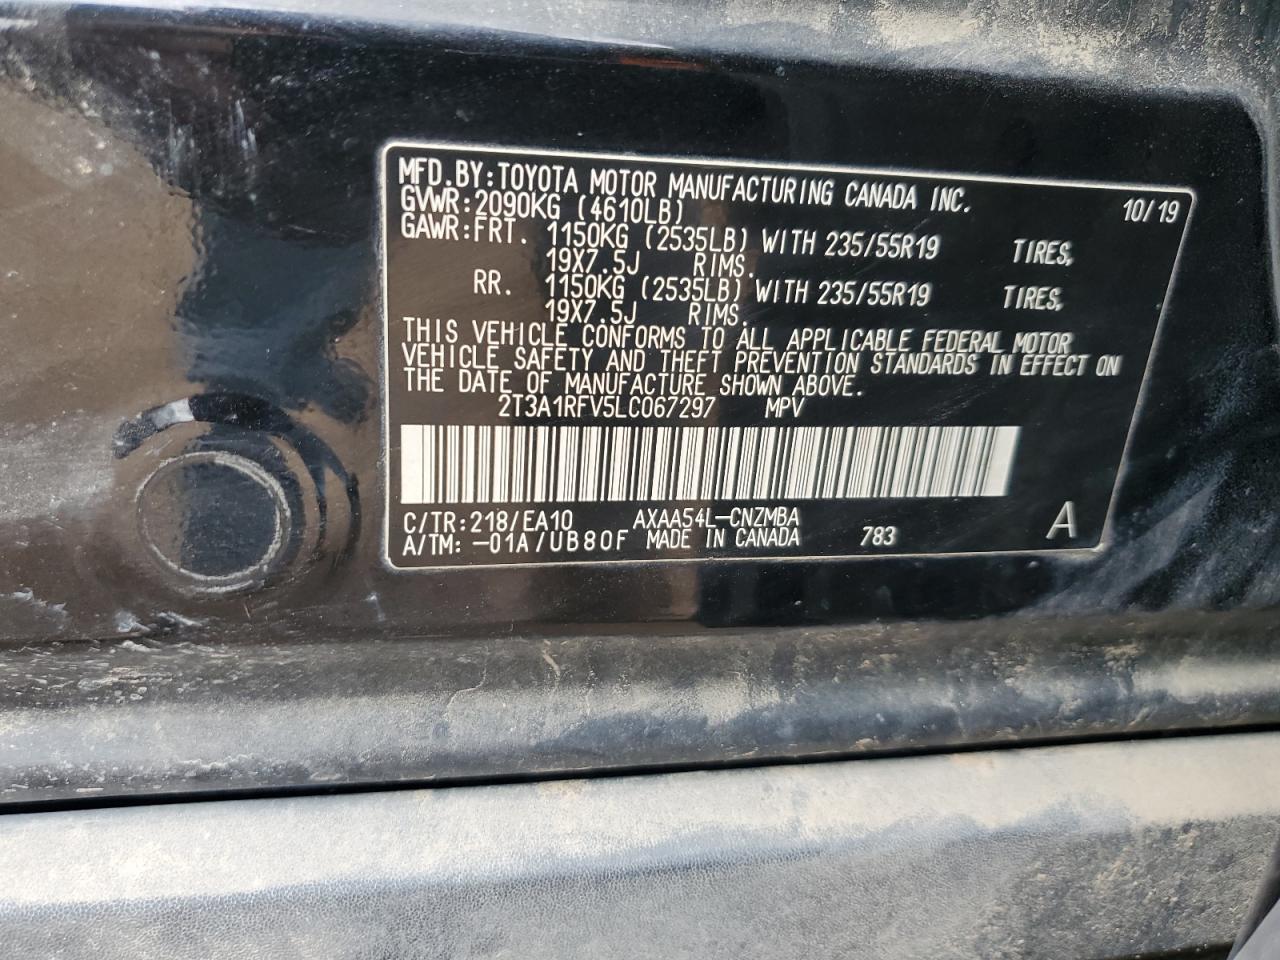 MFD.BY:TOYOTA MOTOR MANUFACTURING CANADA INC. 10/19
GVWR:2090KG (4610LB)
GAWR:FRT. 1150KG (2535LB) WITH 235/55R19 TIRES,
19X7.5J RIMS.
RR. 1150KG (2535LB) WITH 235/55R19 TIRES,
19X7.5J RIMS.
THIS VEHICLE CONFORMS TO ALL APPLICABLE FEDERAL MOTOR
VEHICLE SAFETY AND THEFT PREVENTION STANDARDS IN EFFECT ON
THE DATE OF MANUFACTURE SHOWN ABOVE.
2T3A1RFV5LC067297 MPV
C/TR:218/EA10 AXAA54L-CNZMBA
A/TM:-01A/UB80F MADE IN CANADA 783 A